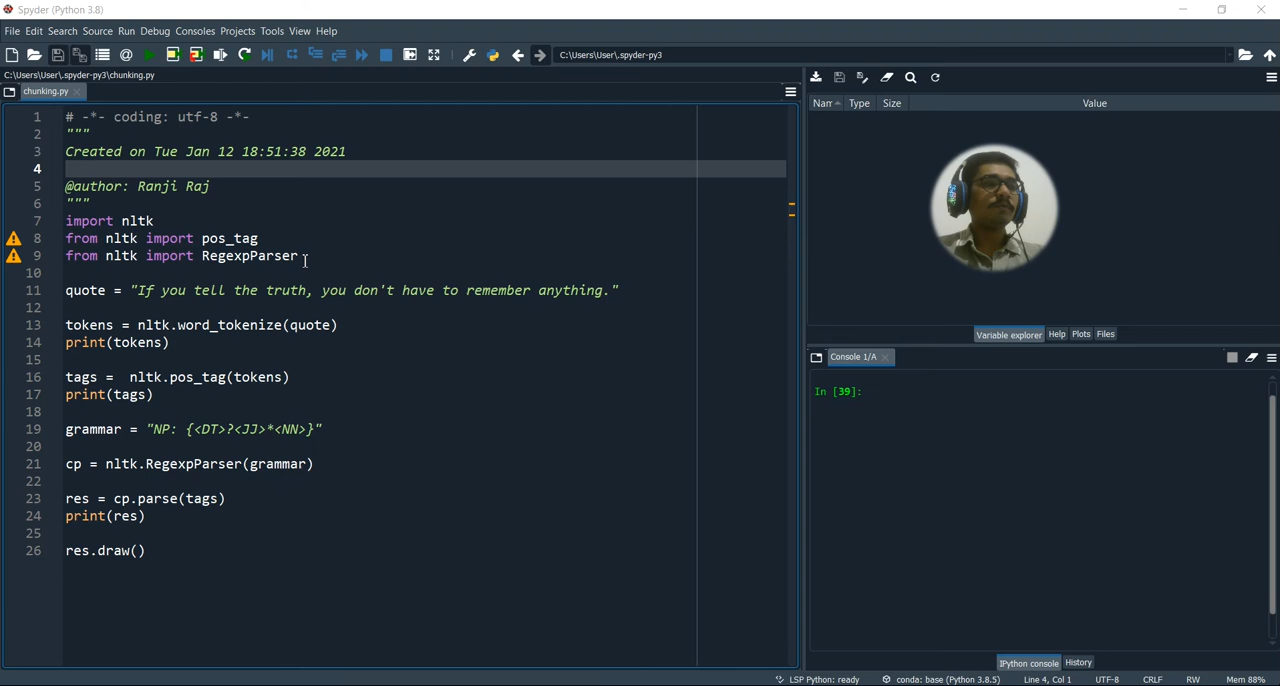 Spyder (Python 3.8)
File Edit Search Source Run Debug Consoles Projects Tools View Help
C:\Users\User\.spyder-py3
C:\Users\User\.spyder-py3\chunking.py
chunking.py
1 # -*- coding: utf-8 -*-
2 """
3 Created on Tue Jan 12 18:51:38 2021
4
5 @author: Ranji Raj
6 """
7 import nltk
8 from nltk import pos_tag
9 from nltk import RegexpParser
10
11 quote = "If you tell the truth, you don't have to remember anything."
12
13 tokens = nltk.word_tokenize(quote)
14 print(tokens)
15
16 tags =  nltk.pos_tag(tokens)
17 print(tags)
18
19 grammar = "NP: {<DT>?<JJ>*<NN>}"
20
21 cp = nltk.RegexpParser(grammar)
22
23 res = cp.parse(tags)
24 print(res)
25
26 res.draw()
Nam Type Size Value
Variable explorer Help Plots Files
Console 1/A
In [39]:
IPython console History
LSP Python: ready conda: base (Python 3.8.5) Line 4, Col 1 UTF-8 CRLF RW Mem 88%